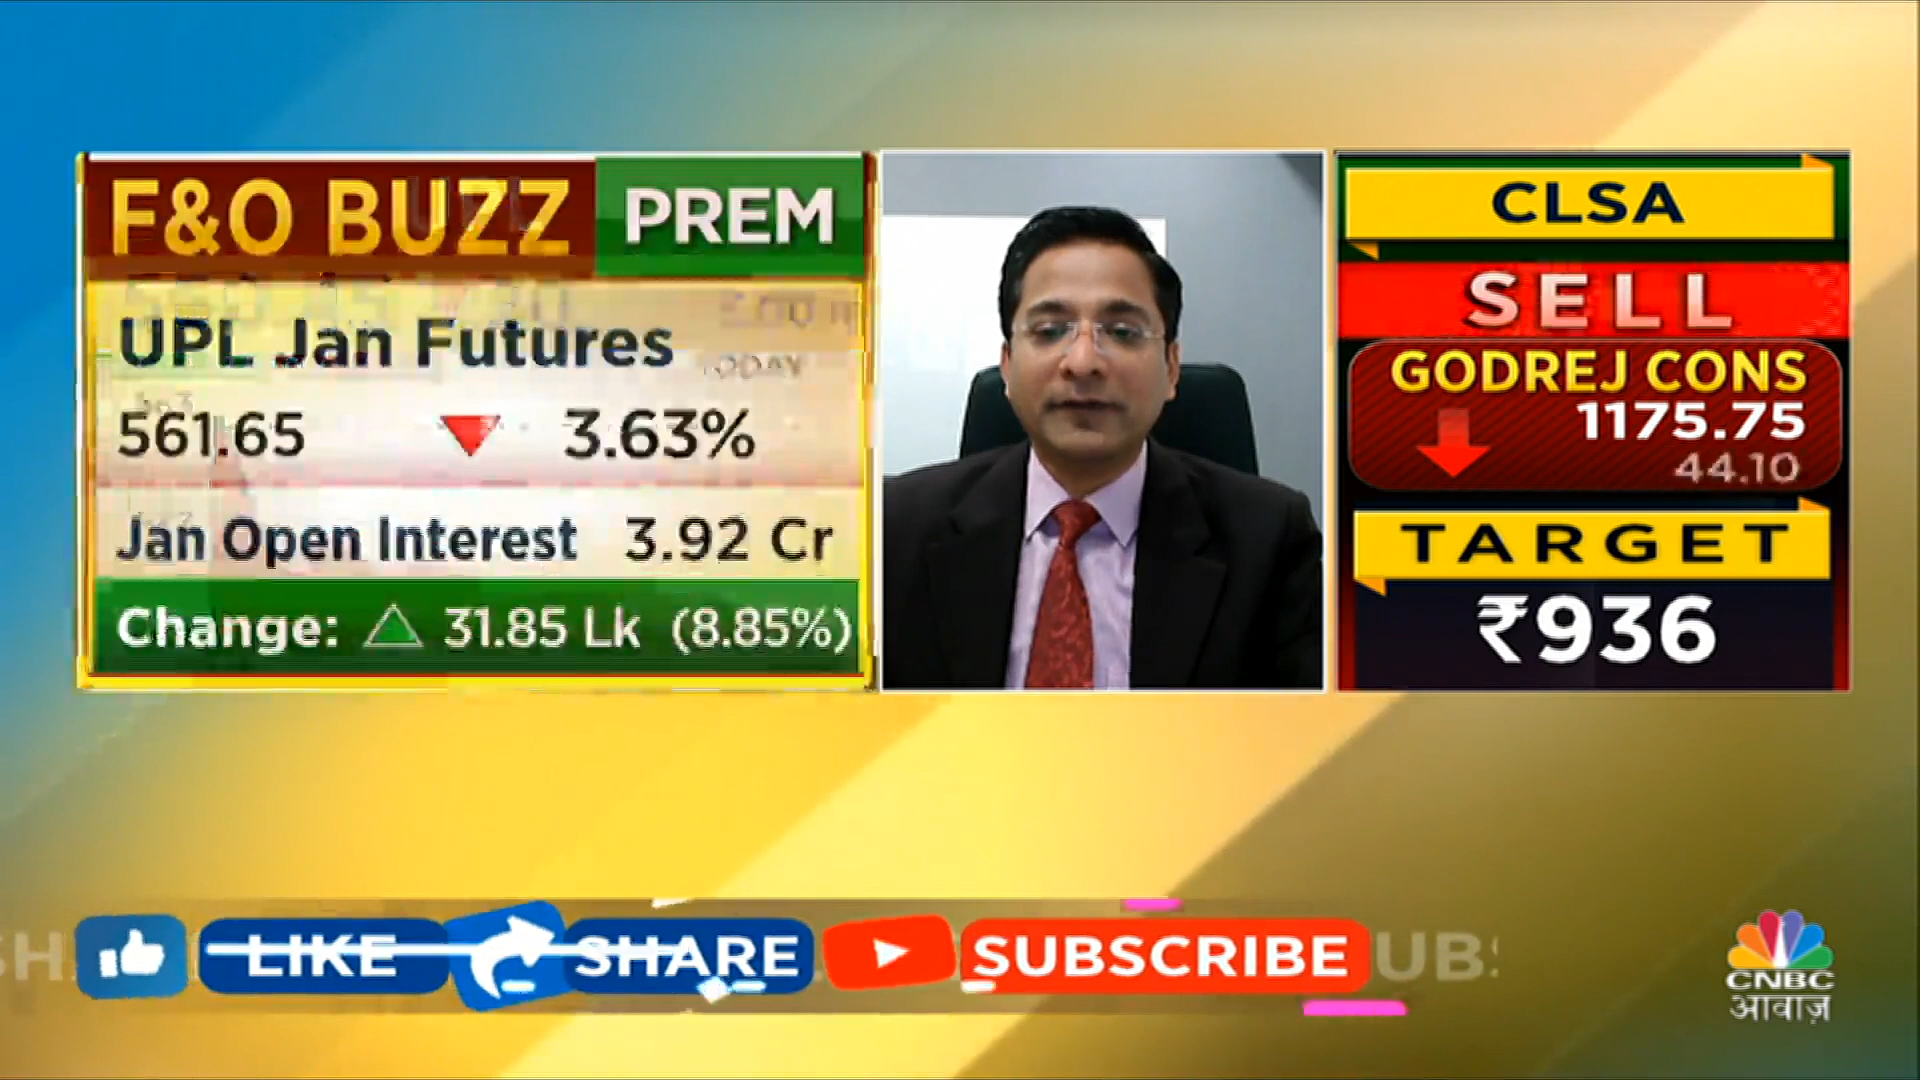 F&O BUZZ PREM
UPL Jan Futures
561.65 ▼ 3.63%
Jan Open Interest 3.92 Cr
Change: △ 31.85 Lk (8.85%)
CLSA
SELL
GODREJ CONS
1175.75
44.10
TARGET
₹936
LIKE SHARE SUBSCRIBE
CNBC
आवाज़